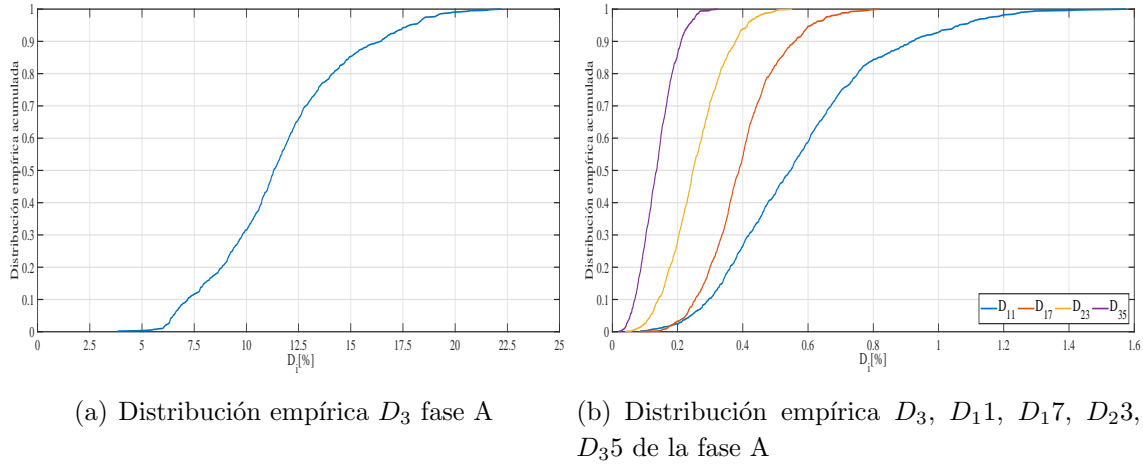 Distribución empírica acumulada
1
0.9
0.8
0.7
0.6
0.5
0.4
0.3
0.2
0.1
0
0 2.5 5 7.5 10 12.5 15 17.5 20 22.5 25
D_i[%]
(a) Distribución empírica D_3 fase A
Distribución empírica acumulada
1
0.9
0.8
0.7
0.6
0.5
0.4
0.3
0.2
0.1
0
0 0.2 0.4 0.6 0.8 1 1.2 1.4 1.6
D_i[%]
D_11 D_17 D_23 D_35
(b) Distribución empírica D_3, D_11, D_17, D_23,
D_35 de la fase A